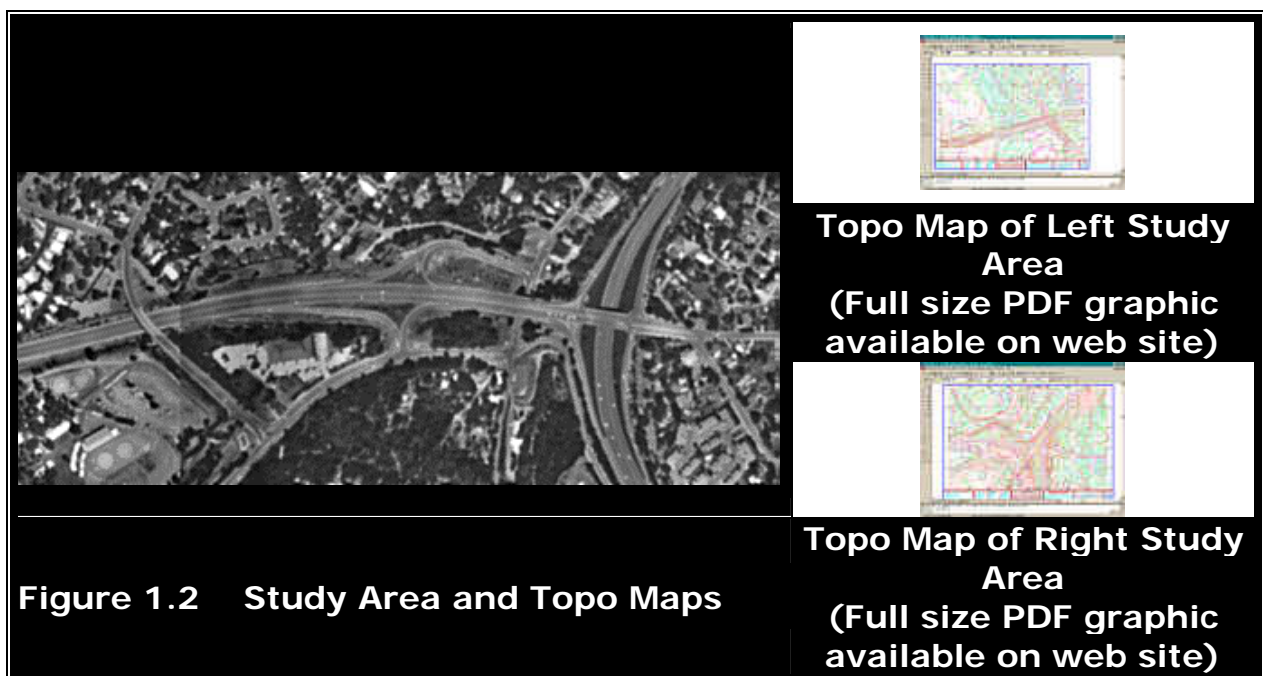 Topo Map of Left Study
Area
(Full size PDF graphic
available on web site)
Topo Map of Right Study
Area
(Full size PDF graphic
available on web site)
Figure 1.2 Study Area and Topo Maps